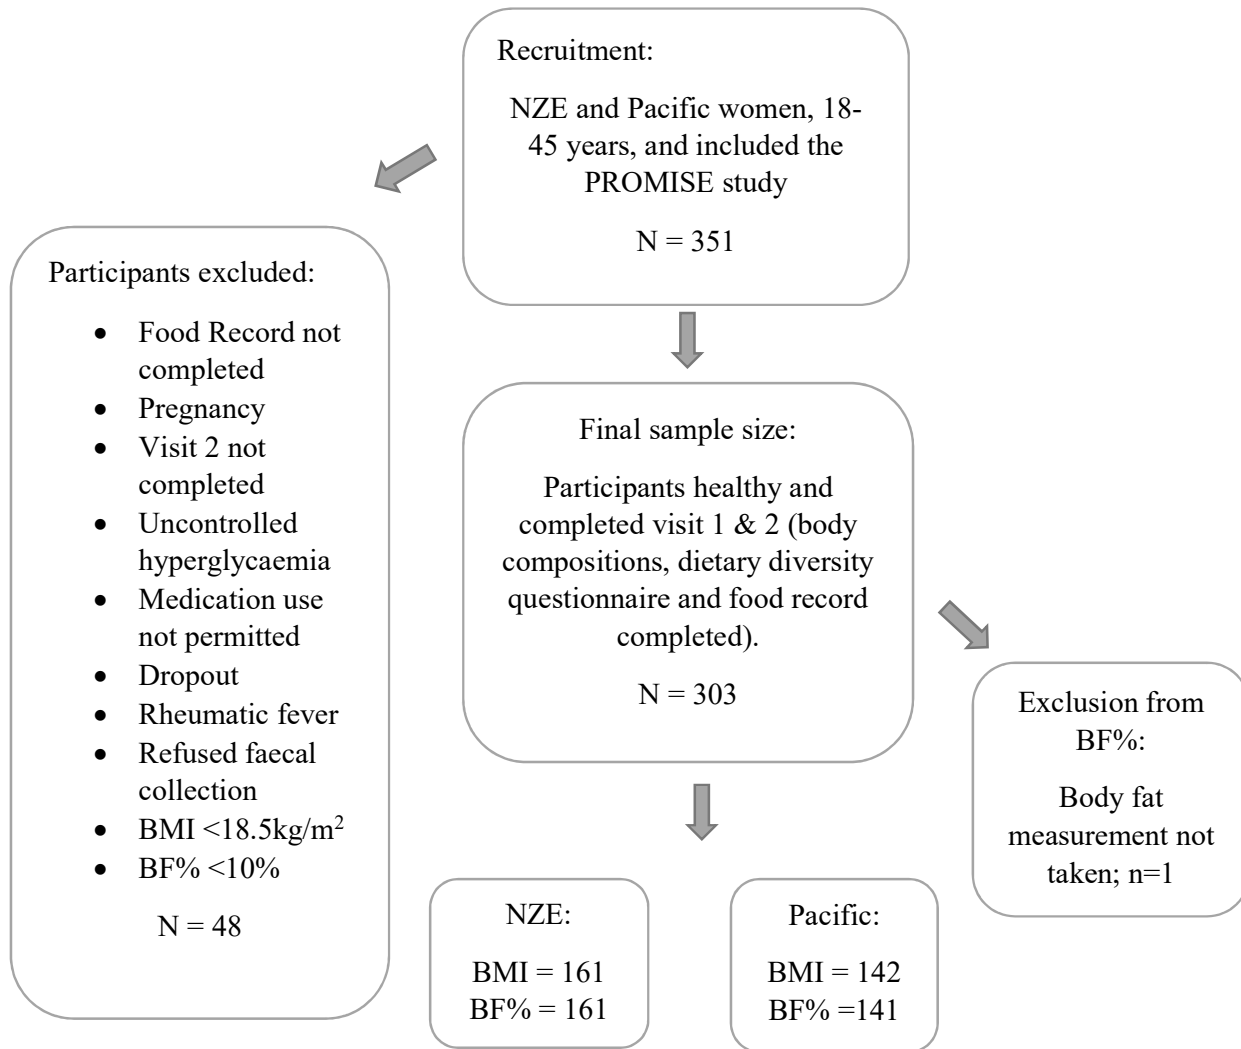 Recruitment:
NZE and Pacific women, 18-
45 years, and included the
PROMISE study
N = 351
Participants excluded:
• Food Record not
completed
• Pregnancy
• Visit 2 not
completed
• Uncontrolled
hyperglycaemia
• Medication use
not permitted
• Dropout
• Rheumatic fever
• Refused faecal
collection
• BMI <18.5kg/m²
• BF% <10%
N = 48
Final sample size:
Participants healthy and
completed visit 1 & 2 (body
compositions, dietary diversity
questionnaire and food record
completed).
N = 303
Exclusion from
BF%:
Body fat
measurement not
taken; n=1
NZE:
BMI = 161
BF% = 161
Pacific:
BMI = 142
BF% =141